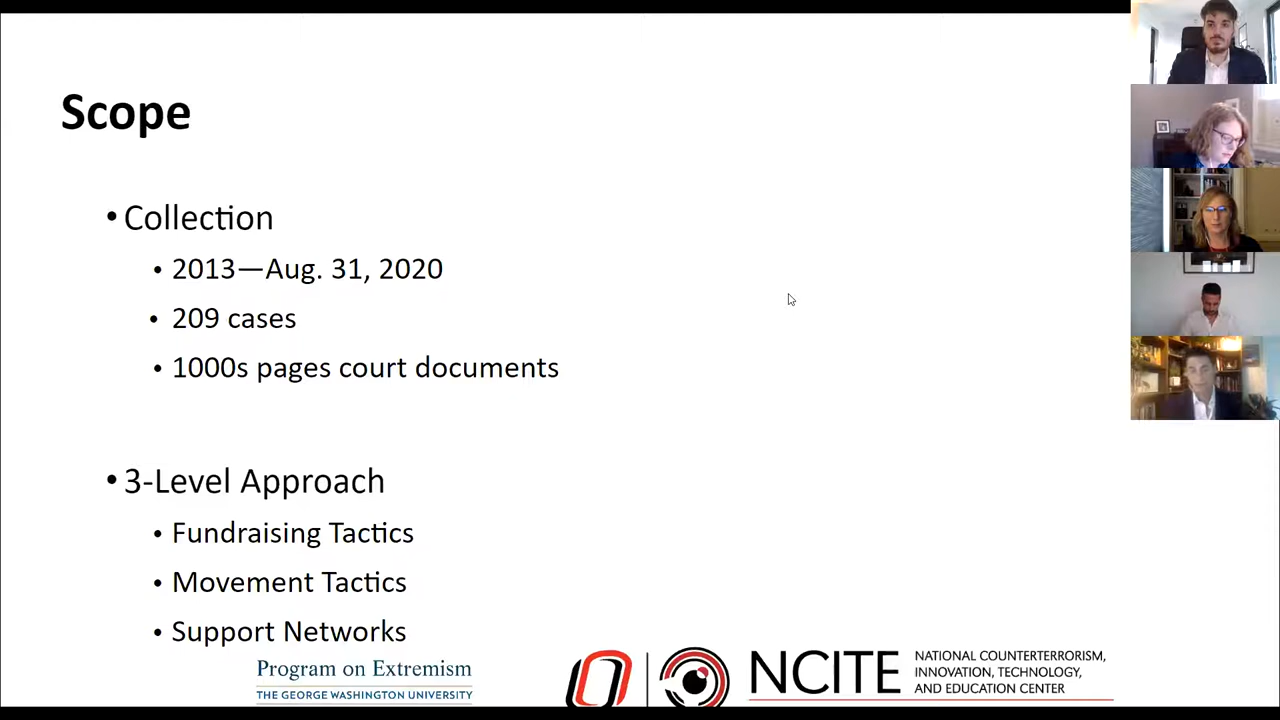 Scope
• Collection
• 2013—Aug. 31, 2020
• 209 cases
• 1000s pages court documents
• 3-Level Approach
• Fundraising Tactics
• Movement Tactics
• Support Networks
Program on Extremism
THE GEORGE WASHINGTON UNIVERSITY
NCITE
NATIONAL COUNTERTERRORISM,
INNOVATION, TECHNOLOGY,
AND EDUCATION CENTER